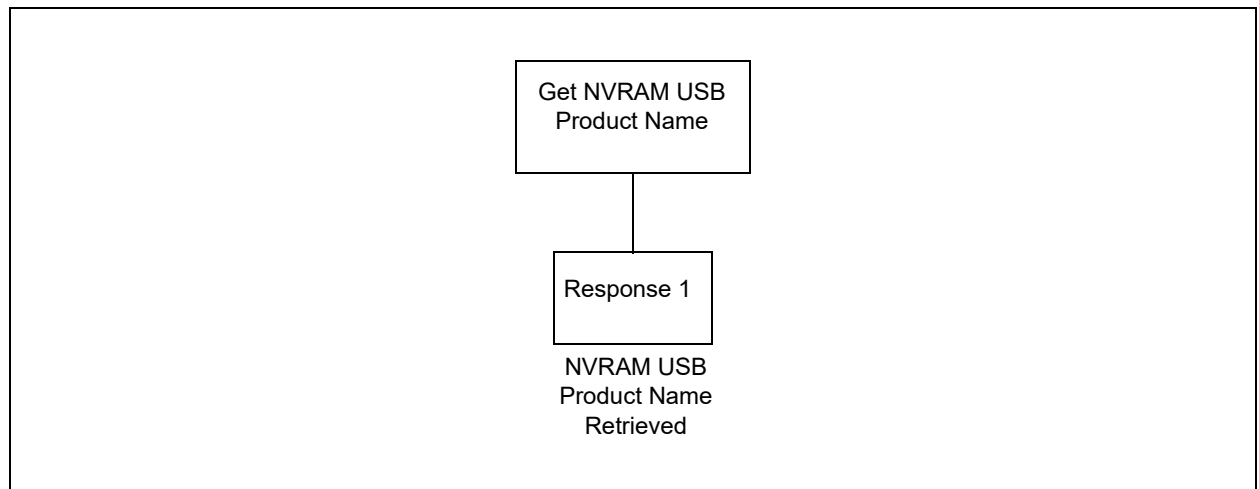 Get NVRAM USB
Product Name
Response 1
NVRAM USB
Product Name
Retrieved